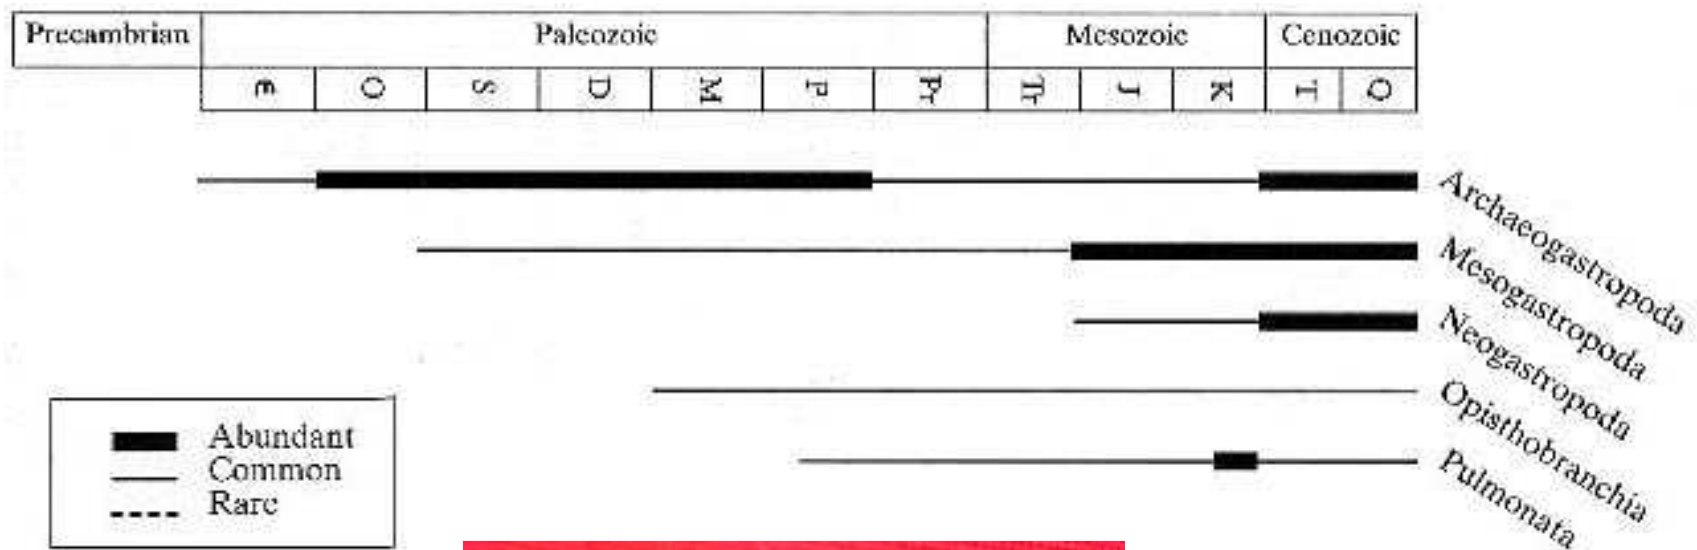 Precambrian Paleozoic Mesozoic Cenozoic
Є O S D M P Pr Tr J K T Q
Archaeogastropoda
Mesogastropoda
Neogastropoda
Opisthobranchia
Pulmonata
Abundant
Common
Rare